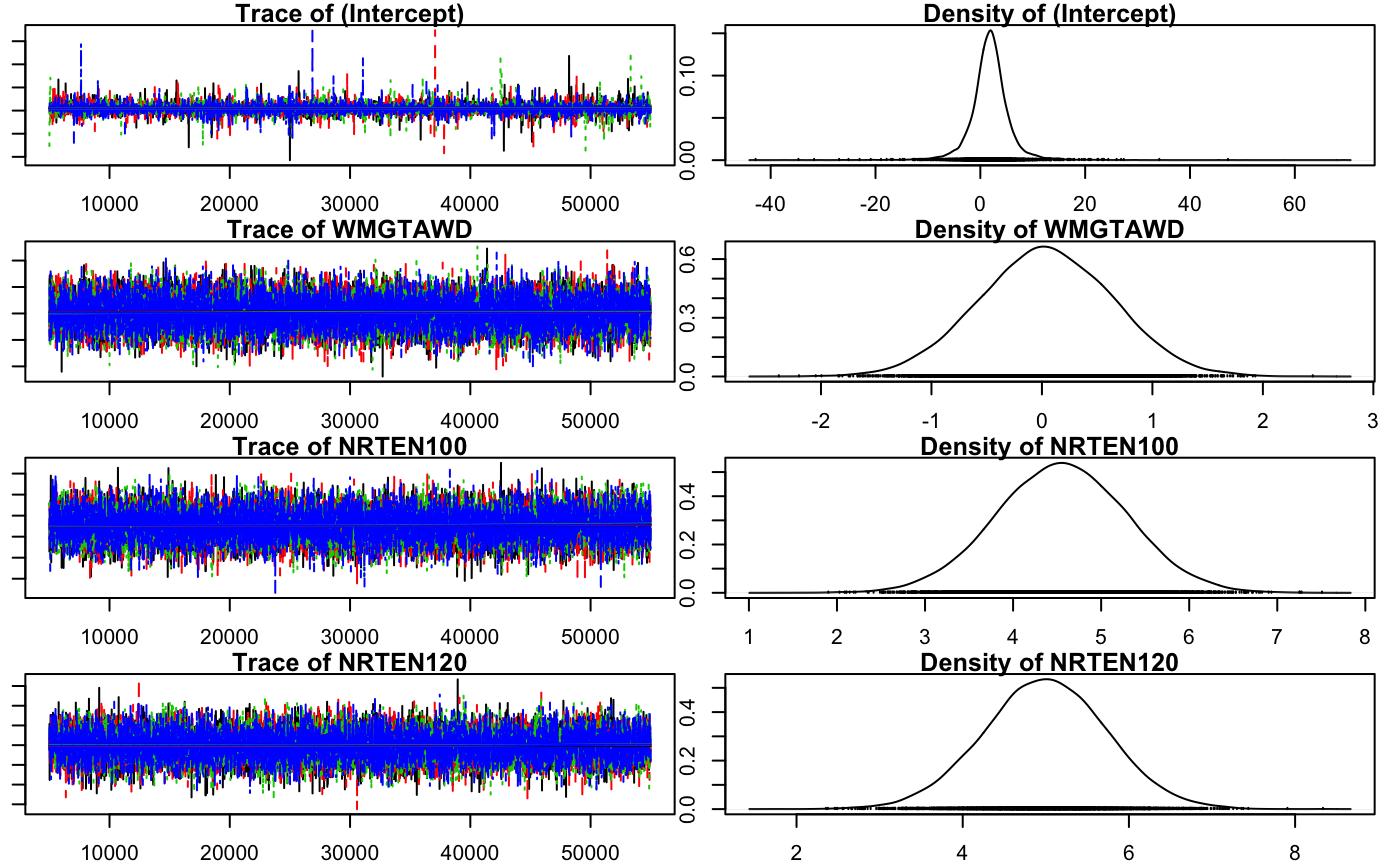 Trace of (Intercept)
Density of (Intercept)
0.00 0.10
10000 20000 30000 40000 50000
-40 -20 0 20 40 60
Trace of WMGTAWD
Density of WMGTAWD
0.0 0.3 0.6
10000 20000 30000 40000 50000
-2 -1 0 1 2 3
Trace of NRTEN100
Density of NRTEN100
0.0 0.2 0.4
10000 20000 30000 40000 50000
1 2 3 4 5 6 7 8
Trace of NRTEN120
Density of NRTEN120
0.0 0.2 0.4
10000 20000 30000 40000 50000
2 4 6 8